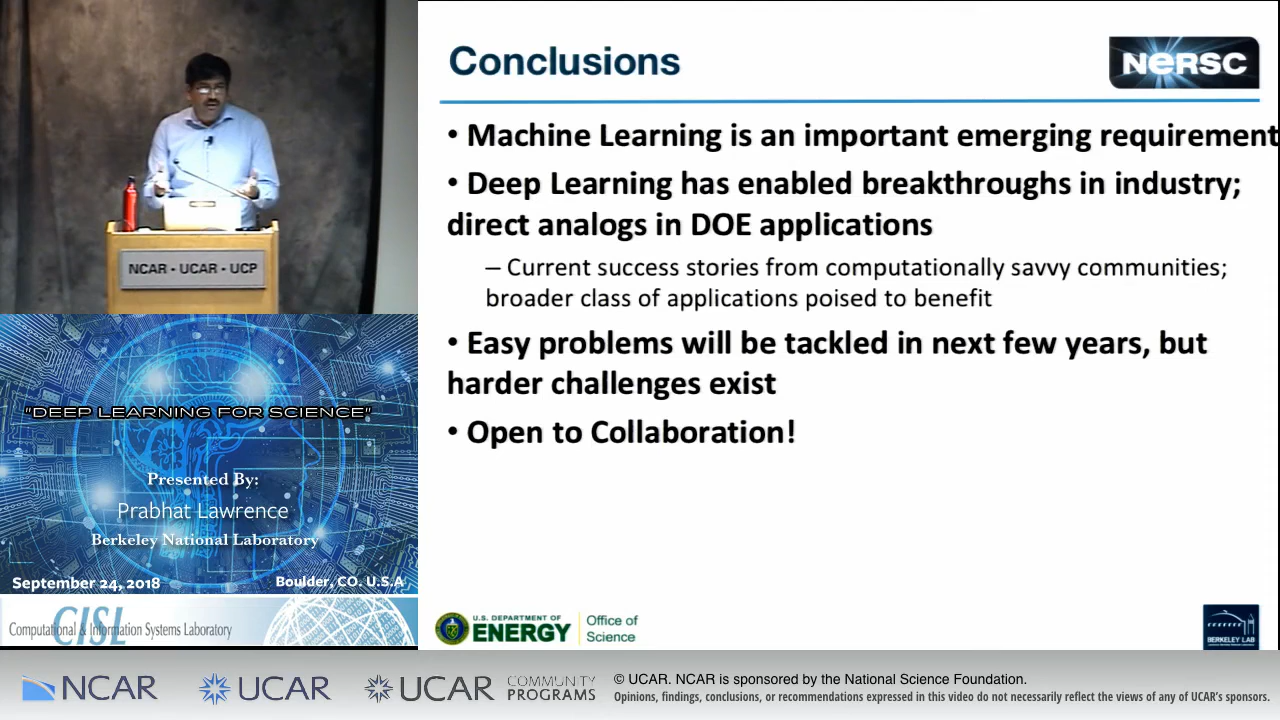 Conclusions
NERSC
• Machine Learning is an important emerging requirement
• Deep Learning has enabled breakthroughs in industry;
direct analogs in DOE applications
– Current success stories from computationally savvy communities;
broader class of applications poised to benefit
• Easy problems will be tackled in next few years, but
harder challenges exist
• Open to Collaboration!
NCAR • UCAR • UCP
"DEEP LEARNING FOR SCIENCE"
Presented By:
Prabhat Lawrence
Berkeley National Laboratory
September 24, 2018
Boulder, CO. U.S.A
CISL
Computational & Information Systems Laboratory
U.S. DEPARTMENT OF
ENERGY
Office of
Science
BERKELEY LAB
NCAR
UCAR
UCAR
COMMUNITY
PROGRAMS
© UCAR. NCAR is sponsored by the National Science Foundation.
Opinions, findings, conclusions, or recommendations expressed in this video do not necessarily reflect the views of any of UCAR's sponsors.